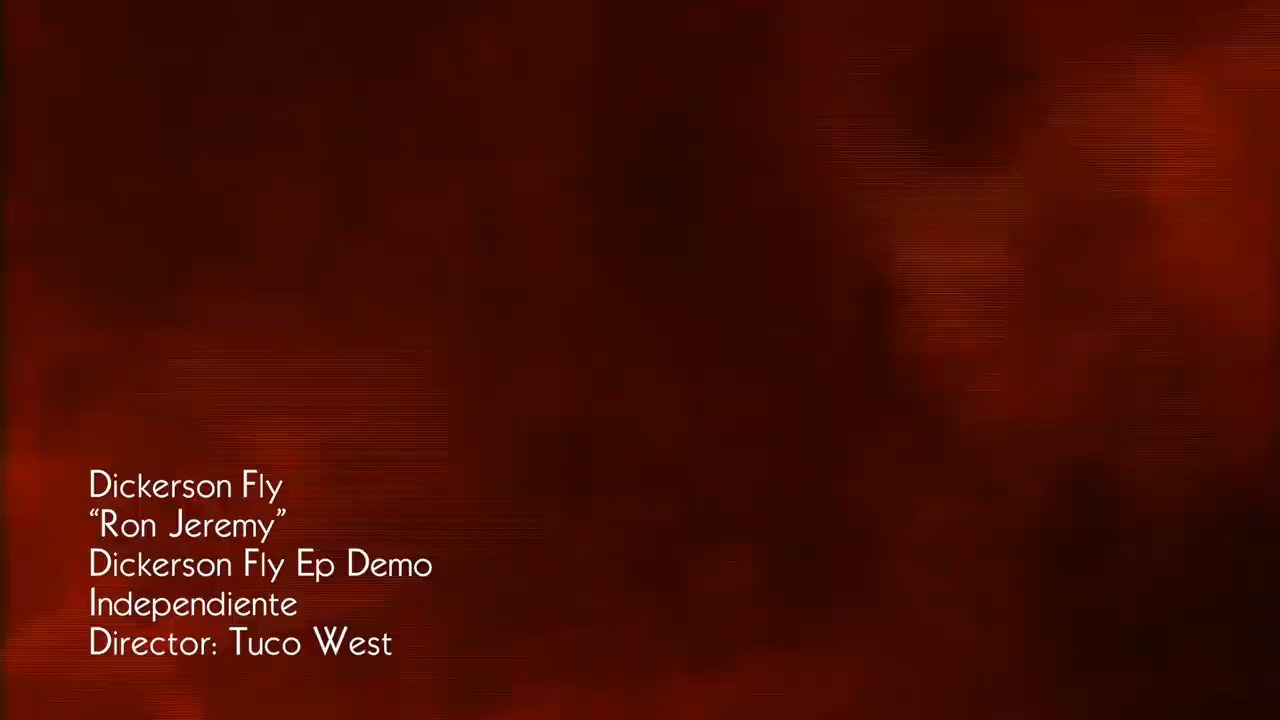 Dickerson Fly
“Ron Jeremy”
Dickerson Fly Ep Demo
Independiente
Director: Tuco West